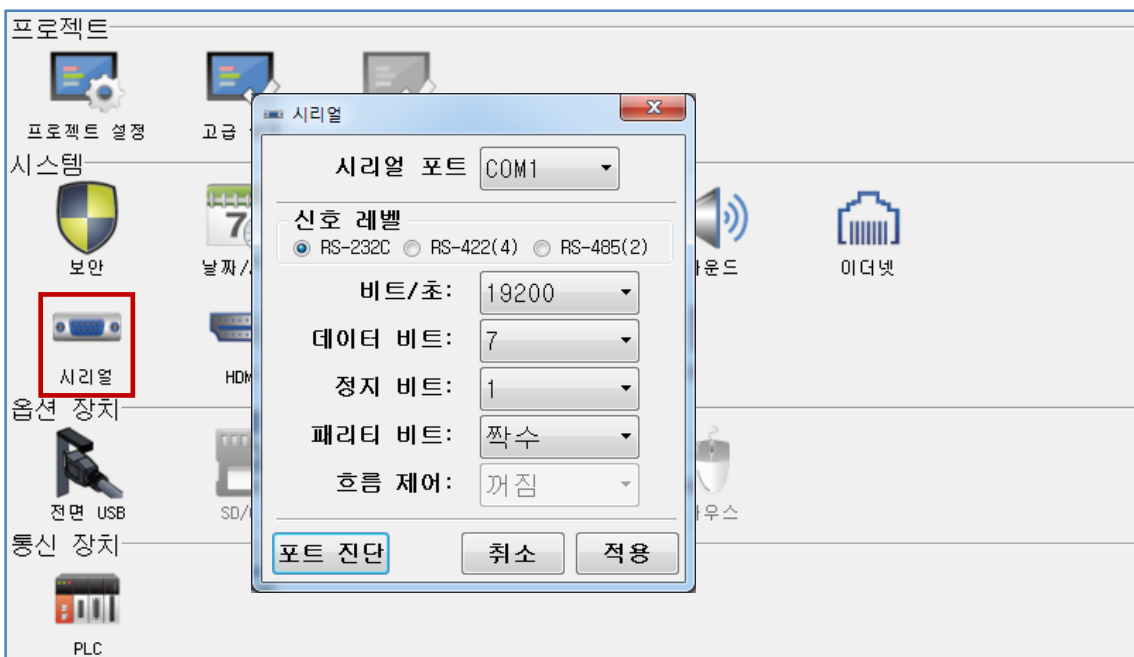 프로젝트
프로젝트 설정
고급
시스템
보안
날짜/
운드
이더넷
시리얼
HDM
옵션 장치
전면 USB
SD/
우스
통신 장치
PLC
시리얼
시리얼 포트 COM1
신호 레벨
RS-232C RS-422(4) RS-485(2)
비트/초: 19200
데이터 비트: 7
정지 비트: 1
패리티 비트: 짝수
흐름 제어: 꺼짐
포트 진단 취소 적용